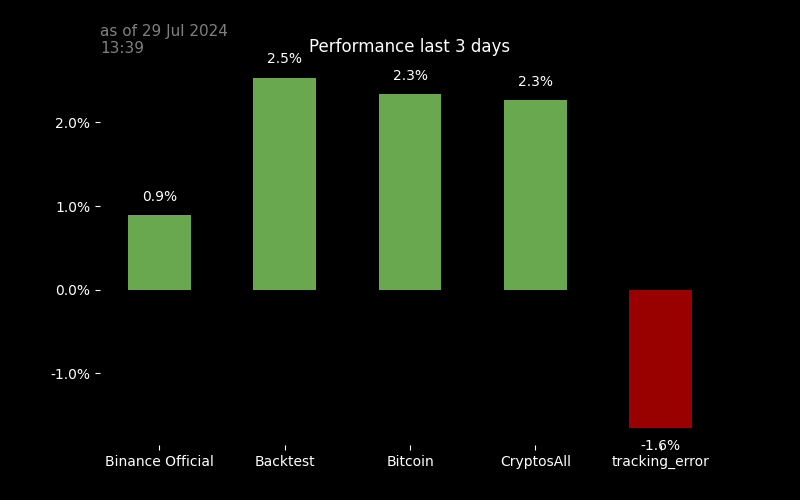 as of 29 Jul 2024
13:39
Performance last 3 days
2.5%
2.3%
2.3%
0.9%
-1.6%
2.0%
1.0%
0.0%
-1.0%
Binance Official
Backtest
Bitcoin
CryptosAll
tracking_error